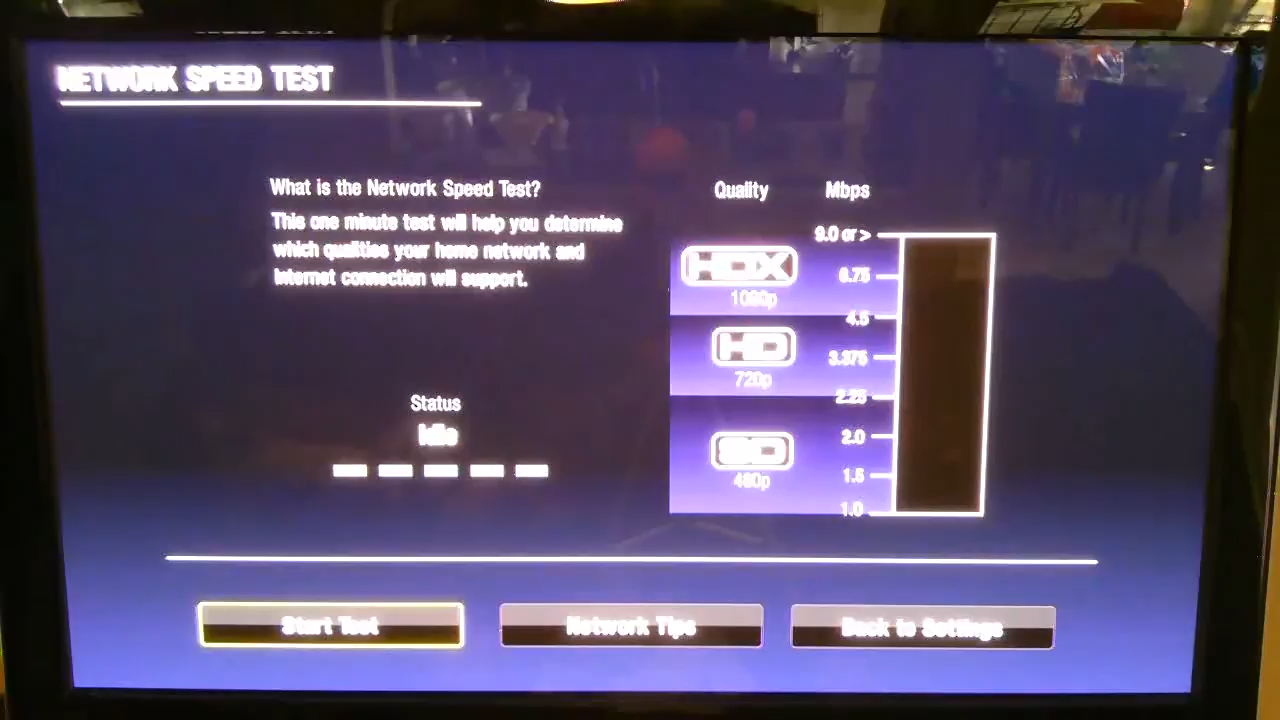 NETWORK SPEED TEST
What is the Network Speed Test?
This one minute test will help you determine
which qualities your home network and
Internet connection will support.
Status
Idle
Quality
Mbps
HDX
1080p
HD
720p
SD
480p
9.0 or >
6.75
4.5
3.375
2.25
2.0
1.5
1.0
Start Test
Network Tips
Back to Settings